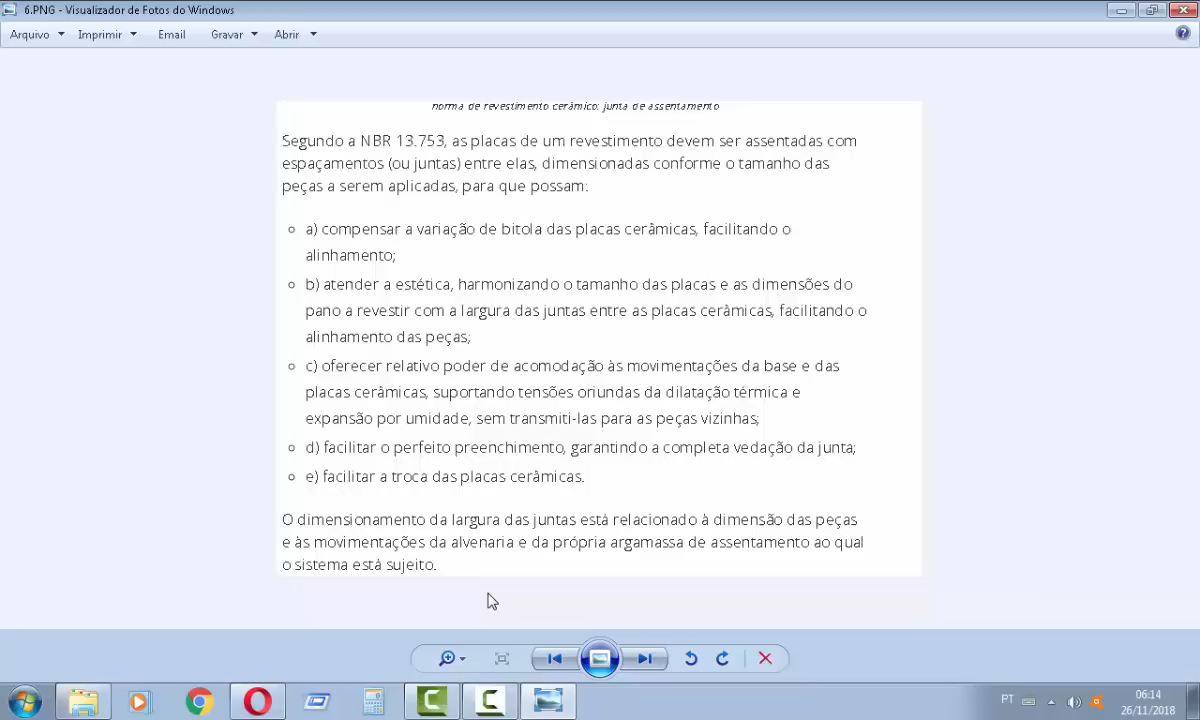 6.PNG - Visualizador de Fotos do Windows
Arquivo Imprimir Email Gravar Abrir
norma de revestimento cerâmico: junta de assentamento
Segundo a NBR 13.753, as placas de um revestimento devem ser assentadas com
espaçamentos (ou juntas) entre elas, dimensionadas conforme o tamanho das
peças a serem aplicadas, para que possam:
a) compensar a variação de bitola das placas cerâmicas, facilitando o
alinhamento;
b) atender a estética, harmonizando o tamanho das placas e as dimensões do
pano a revestir com a largura das juntas entre as placas cerâmicas, facilitando o
alinhamento das peças;
c) oferecer relativo poder de acomodação às movimentações da base e das
placas cerâmicas, suportando tensões oriundas da dilatação térmica e
expansão por umidade, sem transmiti-las para as peças vizinhas;
d) facilitar o perfeito preenchimento, garantindo a completa vedação da junta;
e) facilitar a troca das placas cerâmicas.
O dimensionamento da largura das juntas está relacionado à dimensão das peças
e às movimentações da alvenaria e da própria argamassa de assentamento ao qual
o sistema está sujeito.
PT
06:14
26/11/2018